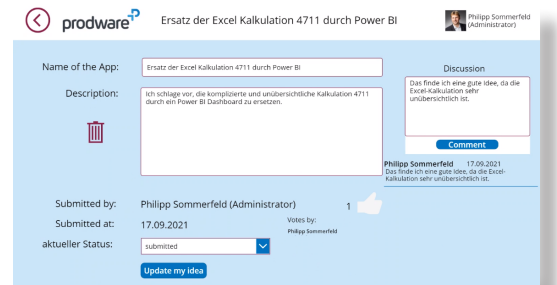 prodware
Ersatz der Excel Kalkulation 4711 durch Power BI
Philipp Sommerfeld
(Administrator)
Name of the App:
Ersatz der Excel Kalkulation 4711 durch Power BI
Description:
Ich schlage vor, die komplizierte und unübersichtliche Kalkulation 4711
durch ein Power BI Dashboard zu ersetzen.
Discussion
Das finde ich eine gute Idee, da die
Excel-Kalkulation sehr
unübersichtlich ist.
Comment
Philipp Sommerfeld 17.09.2021
Das finde ich eine gute Idee, da die Excel-
Kalkulation sehr unübersichtlich ist.
Submitted by: Philipp Sommerfeld (Administrator) 1
Submitted at: 17.09.2021
Votes by:
Philipp Sommerfeld
aktueller Status: submitted
Update my idea